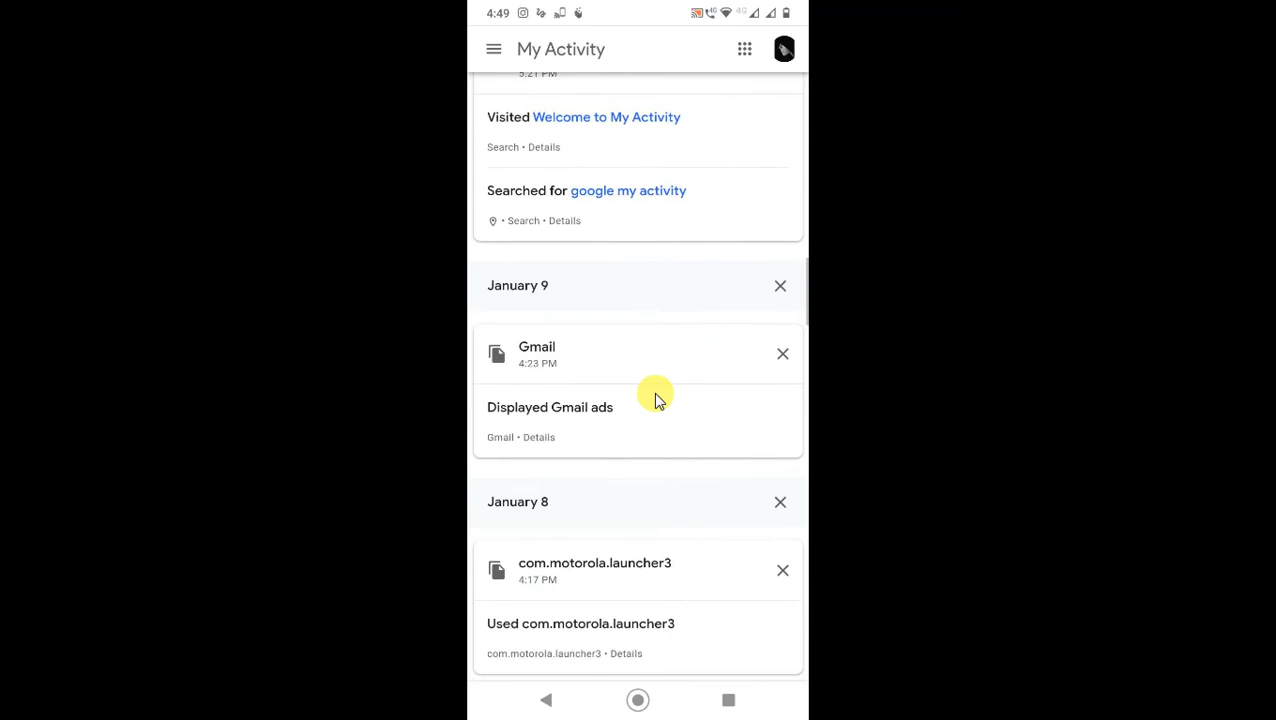 4:49
4G
4G
My Activity
5:21 PM
Visited Welcome to My Activity
Search • Details
Searched for google my activity
• Search • Details
January 9
Gmail
4:23 PM
Displayed Gmail ads
Gmail • Details
January 8
com.motorola.launcher3
4:17 PM
Used com.motorola.launcher3
com.motorola.launcher3 • Details